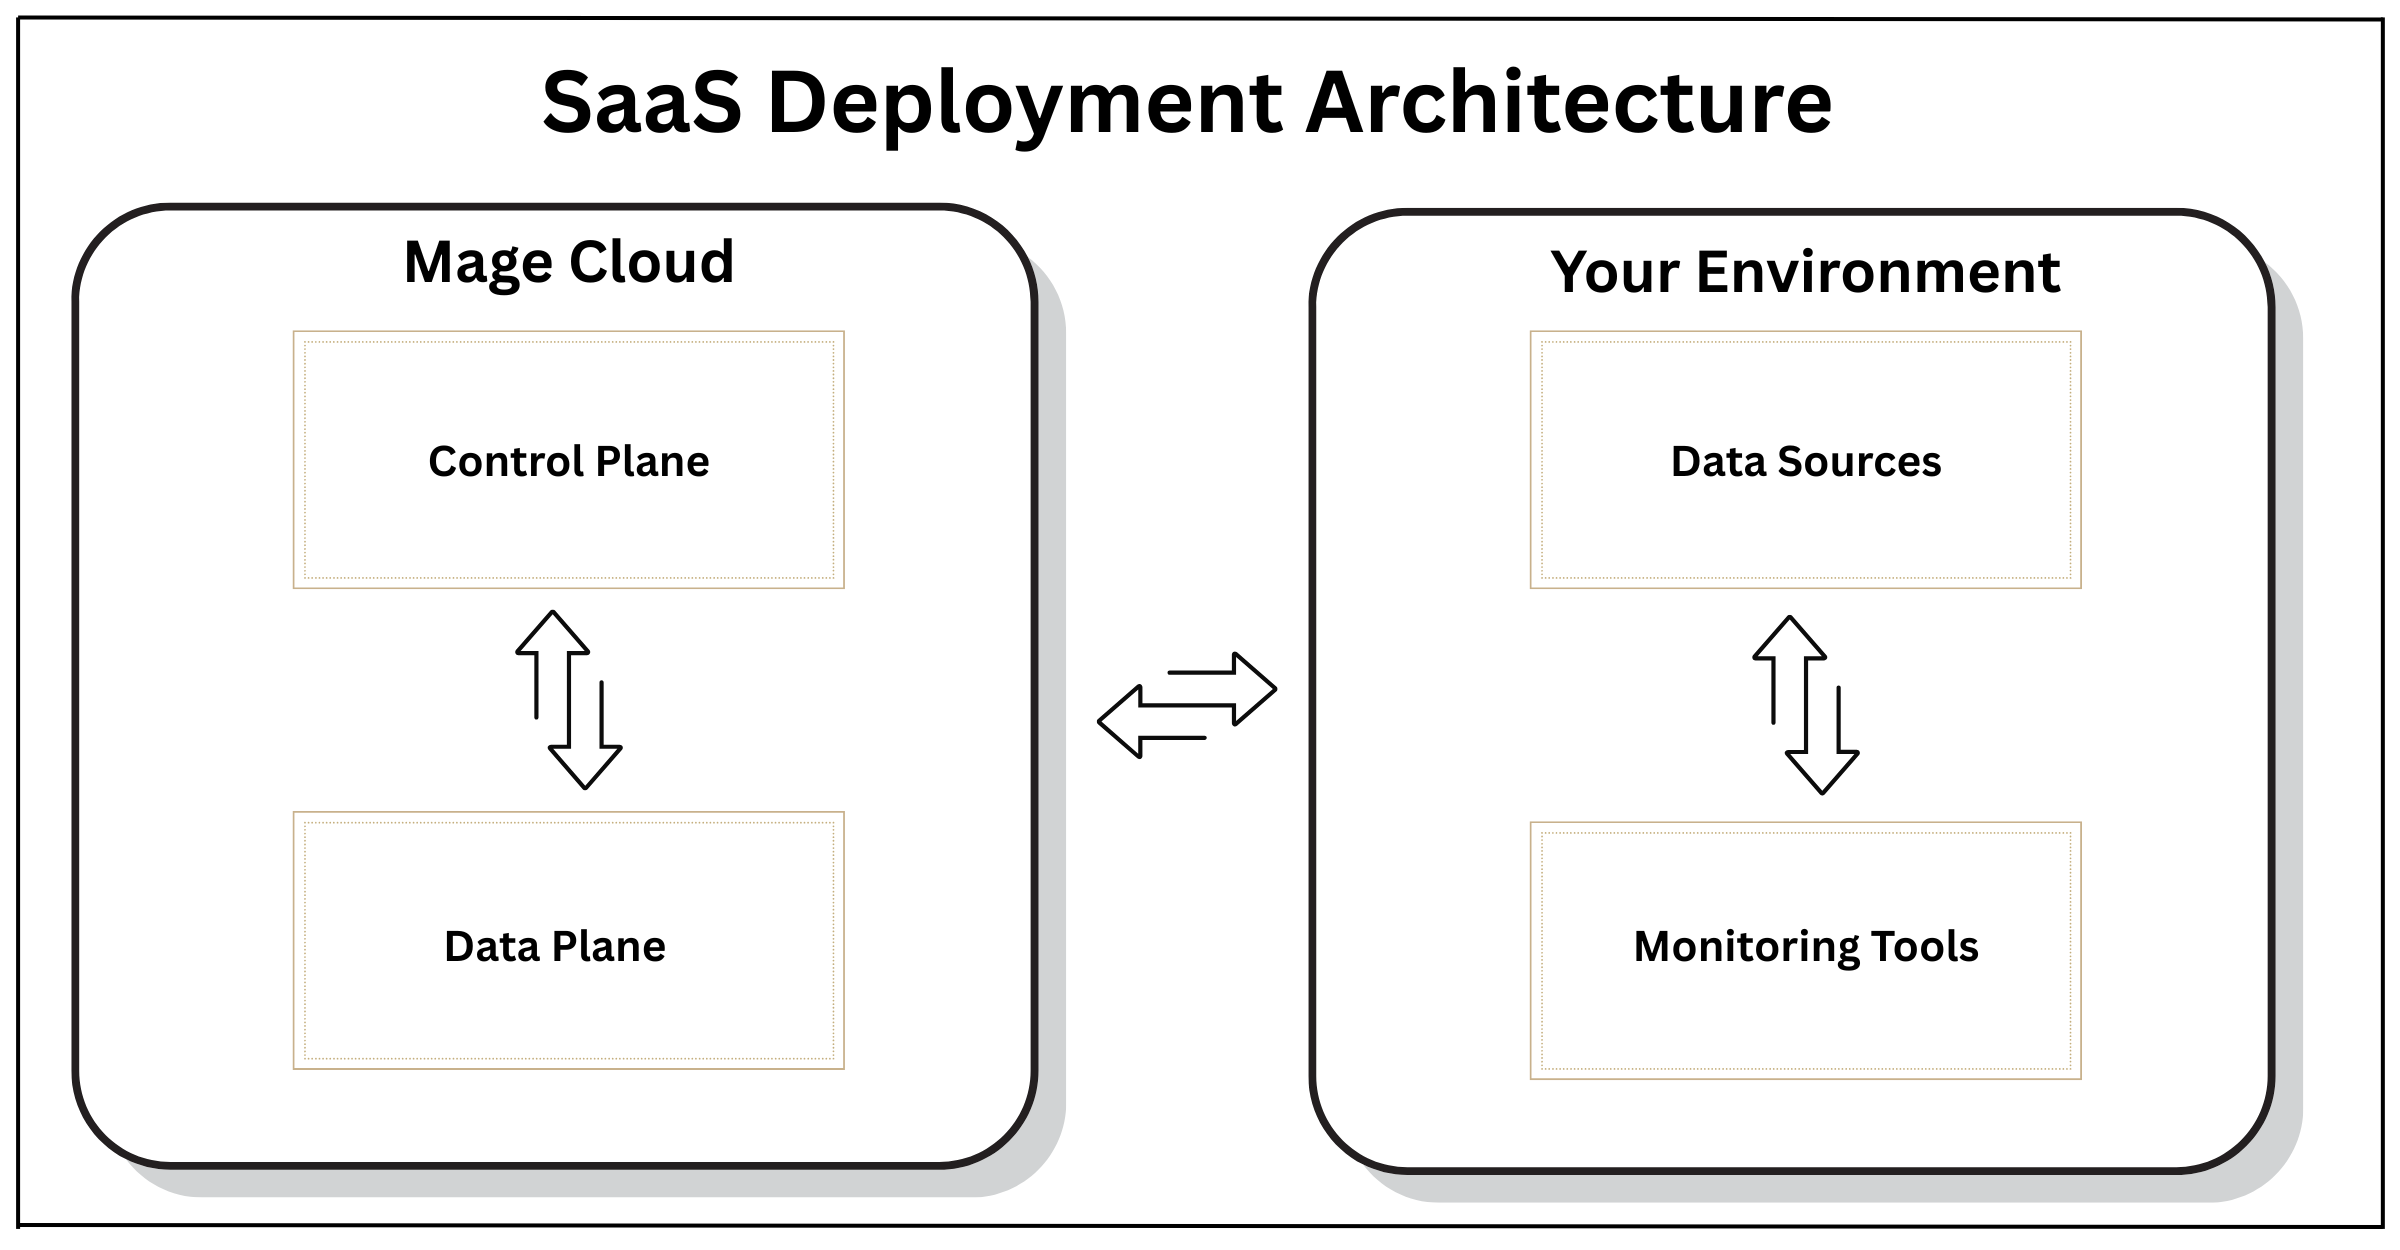 SaaS Deployment Architecture
Mage Cloud
Control Plane
Data Plane
Your Environment
Data Sources
Monitoring Tools